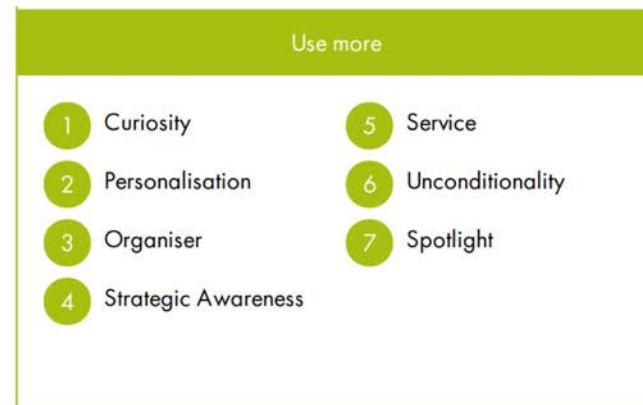 Use more
1 Curiosity
2 Personalisation
3 Organiser
4 Strategic Awareness
5 Service
6 Unconditionality
7 Spotlight